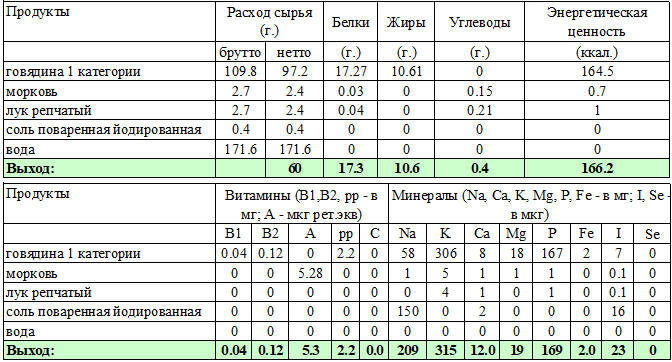 Продукты Расход сырья Белки Жиры Углеводы Энергетическая
(г.) ценность
брутто нетто (г.) (г.) (г.) (ккал.)
говядина 1 категории 109.8 97.2 17.27 10.61 0 164.5
морковь 2.7 2.4 0.03 0 0.15 0.7
лук репчатый 2.7 2.4 0.04 0 0.21 1
соль поваренная йодированная 0.4 0.4 0 0 0 0
вода 171.6 171.6 0 0 0 0
Выход: 60 17.3 10.6 0.4 166.2
Продукты Витамины (B1,B2, pp - в Минералы (Na, Ca, K, Mg, P, Fe - в мг; I, Se -
мг; A - мкг рет.экв) в мкг)
B1 B2 A pp C Na K Ca Mg P Fe I Se
говядина 1 категории 0.04 0.12 0 2.2 0 58 306 8 18 167 2 7 0
морковь 0 0 5.28 0 0 1 5 1 1 1 0 0.1 0
лук репчатый 0 0 0 0 0 0 4 1 0 1 0 0.1 0
соль поваренная йодированная 0 0 0 0 0 150 0 2 0 0 0 16 0
вода 0 0 0 0 0 0 0 0 0 0 0 0 0
Выход: 0.04 0.12 5.3 2.2 0.0 209 315 12.0 19 169 2.0 23 0